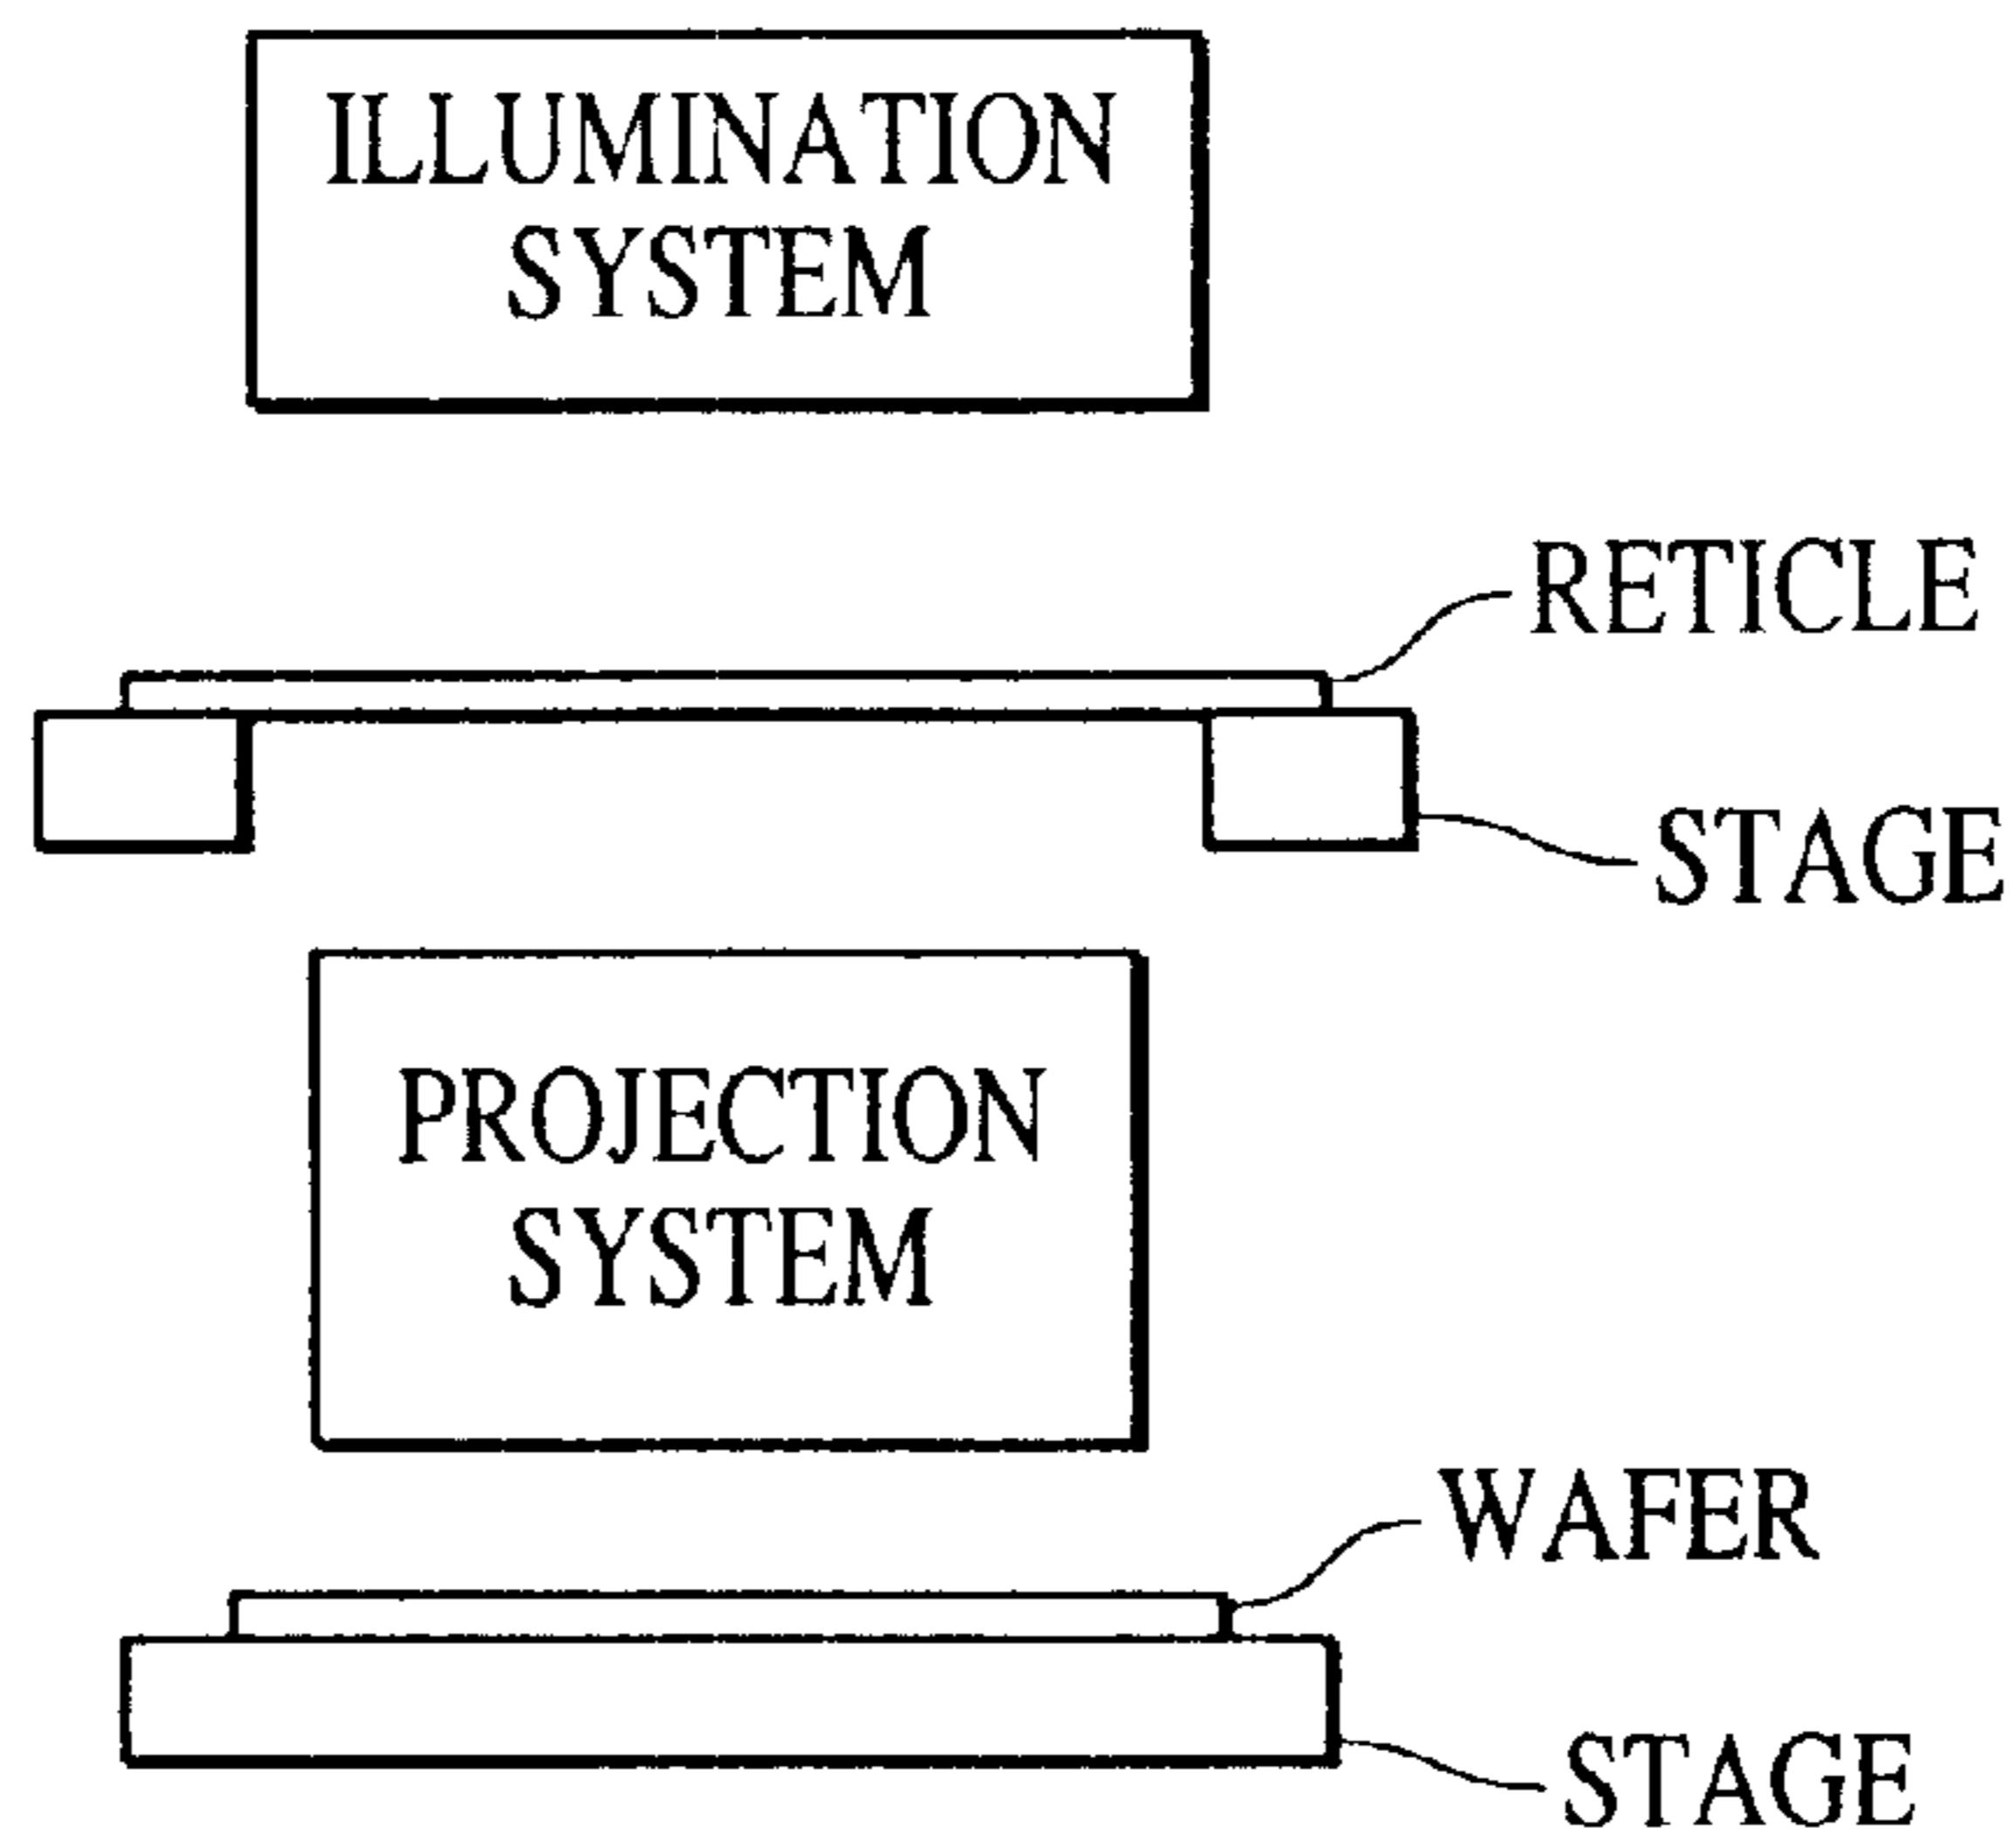 ILLUMINATION
SYSTEM
RETICLE
STAGE
PROJECTION
SYSTEM
WAFER
STAGE